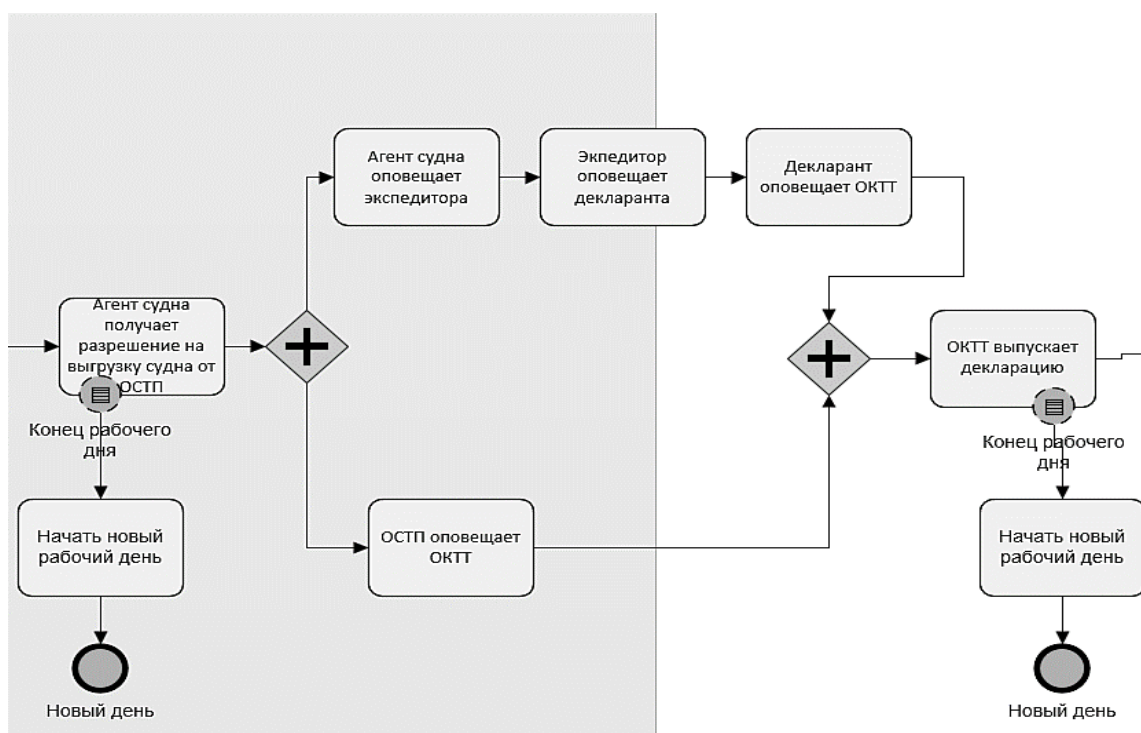 Агент судна
оповещает
экспедитора
Экпедитор
оповещает
декларанта
Декларант
оповещает ОКТТ
Агент судна
получает
разрешение на
выгрузку судна от
ОСТП
Конец рабочего
дня
ОКТТ выпускает
декларацию
Конец рабочего
дня
Начать новый
рабочий день
ОСТП оповещает
ОКТТ
Начать новый
рабочий день
Новый день
Новый день